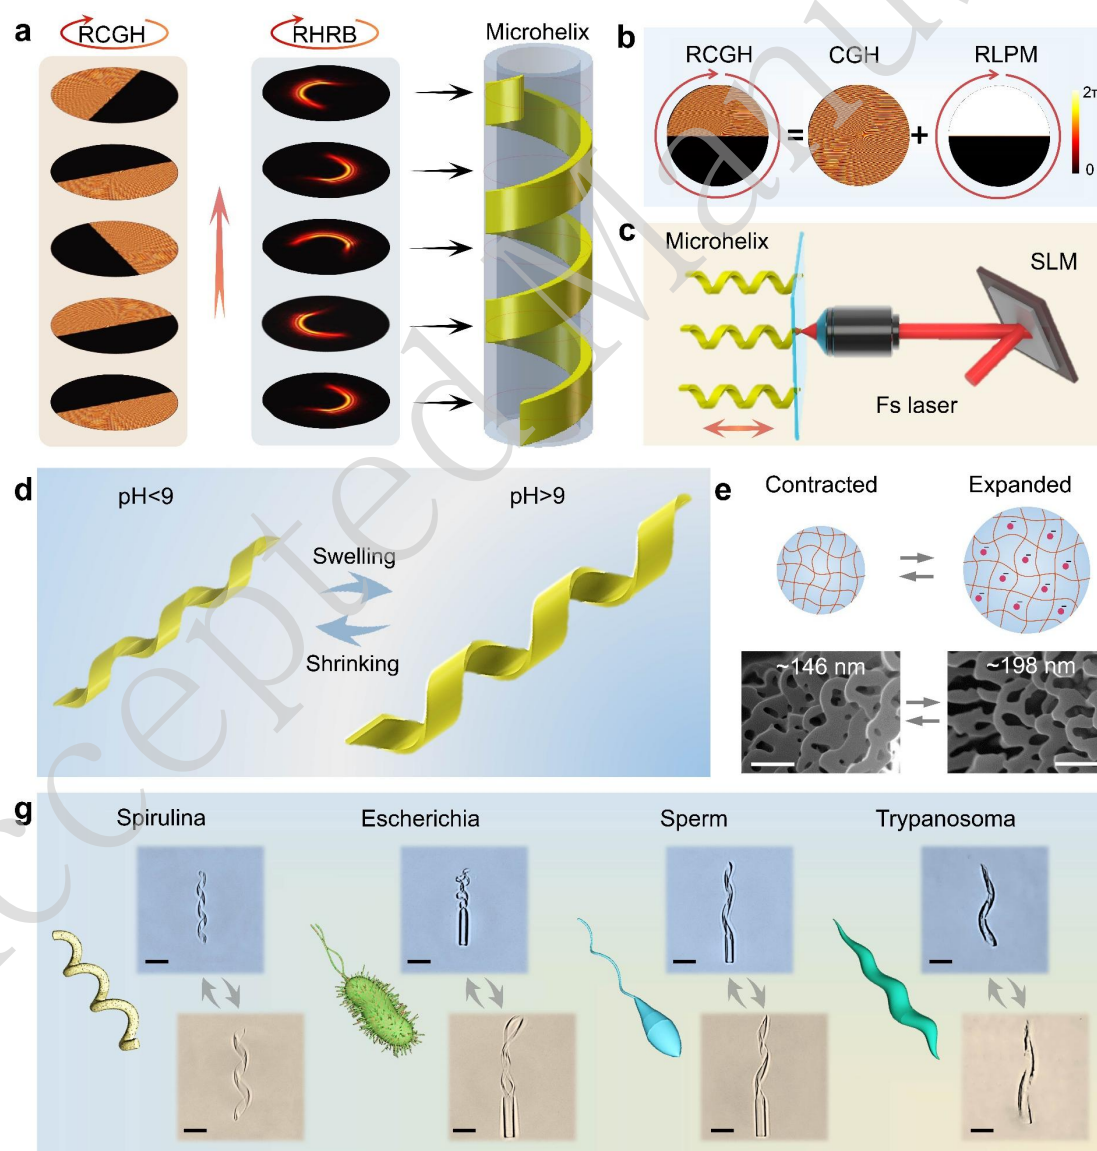 a
RCGH
RHRB
Microhelix
b
RCGH
CGH
RLPM
=
+
2π
0
c
Microhelix
SLM
Fs laser
d
pH<9
pH>9
Swelling
Shrinking
e
Contracted
Expanded
~146 nm
~198 nm
g
Spirulina
Escherichia
Sperm
Trypanosoma